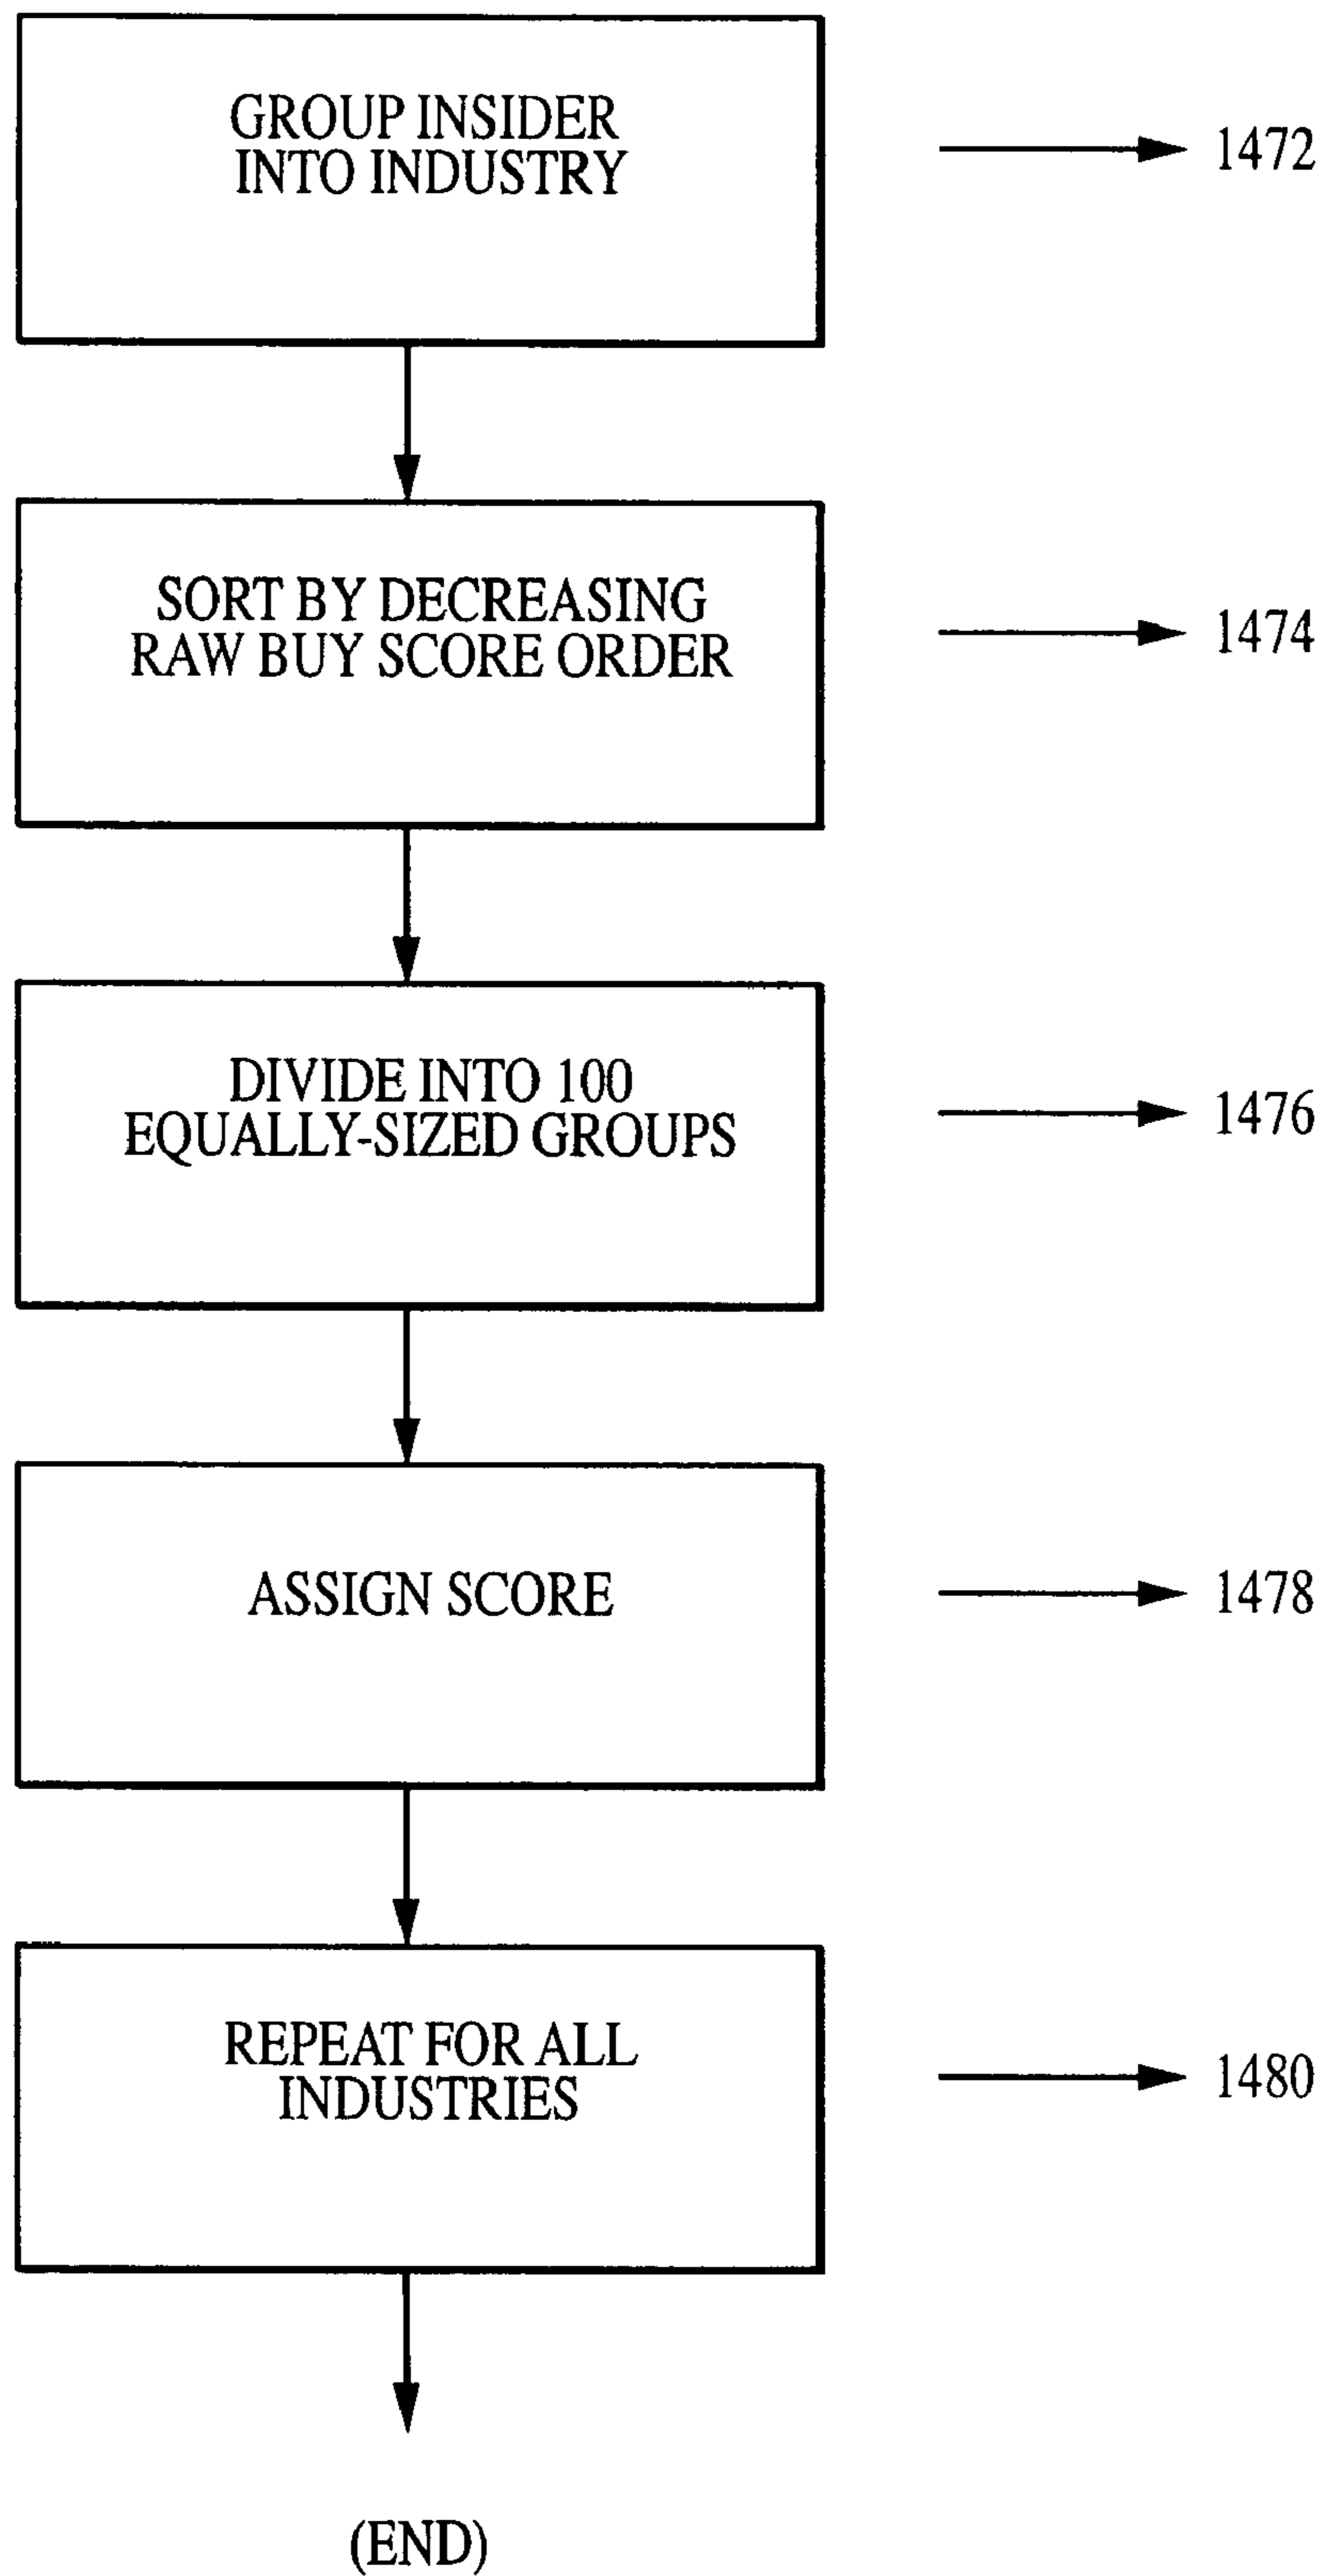 GROUP INSIDER
INTO INDUSTRY
1472
SORT BY DECREASING
RAW BUY SCORE ORDER
1474
DIVIDE INTO 100
EQUALLY-SIZED GROUPS
1476
ASSIGN SCORE
1478
REPEAT FOR ALL
INDUSTRIES
1480
(END)